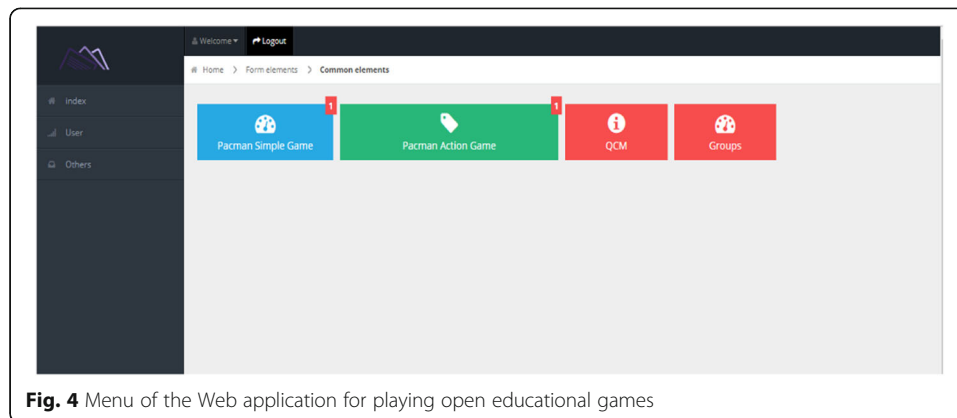 Welcome Logout
Home > Form elements > Common elements
Index
User
Others
1
1
Pacman Simple Game
Pacman Action Game
QCM
Groups
Fig. 4 Menu of the Web application for playing open educational games